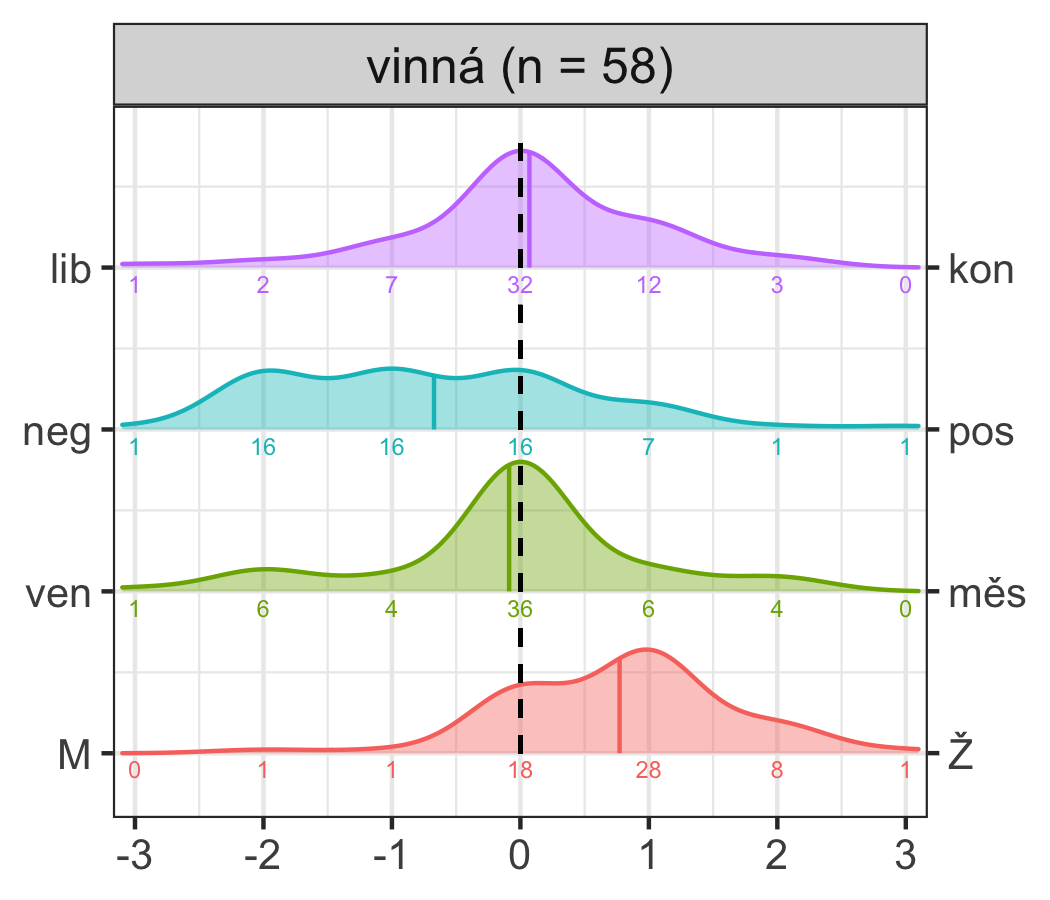 vinná (n = 58)
lib kon
1 2 7 32 12 3 0
neg pos
1 16 16 16 7 1 1
ven měs
1 6 4 36 6 4 0
M Ž
0 1 1 18 28 8 1
-3 -2 -1 0 1 2 3